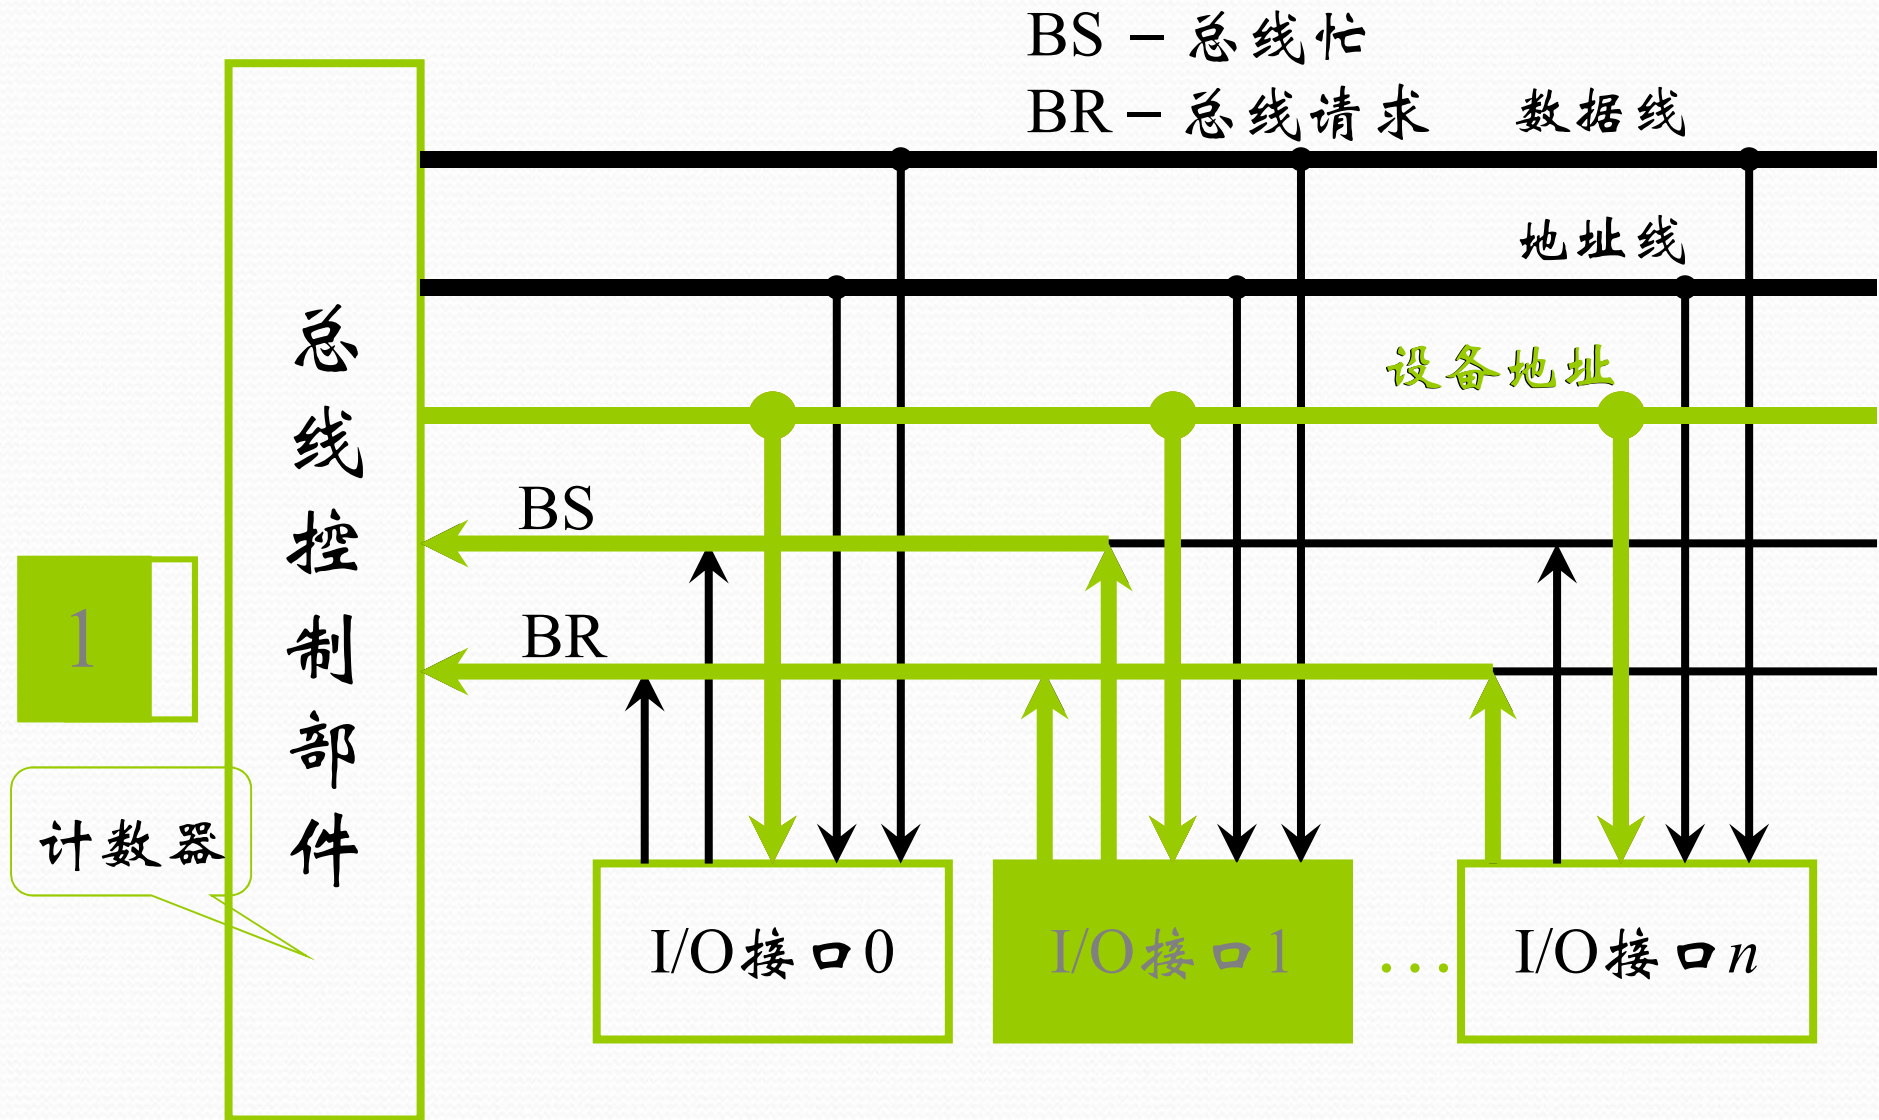 BS – 总线忙
BR – 总线请求
数据线
地址线
设备地址
BS
BR
总线控制部件
1
计数器
I/O接口0
I/O接口1
…
I/O接口n